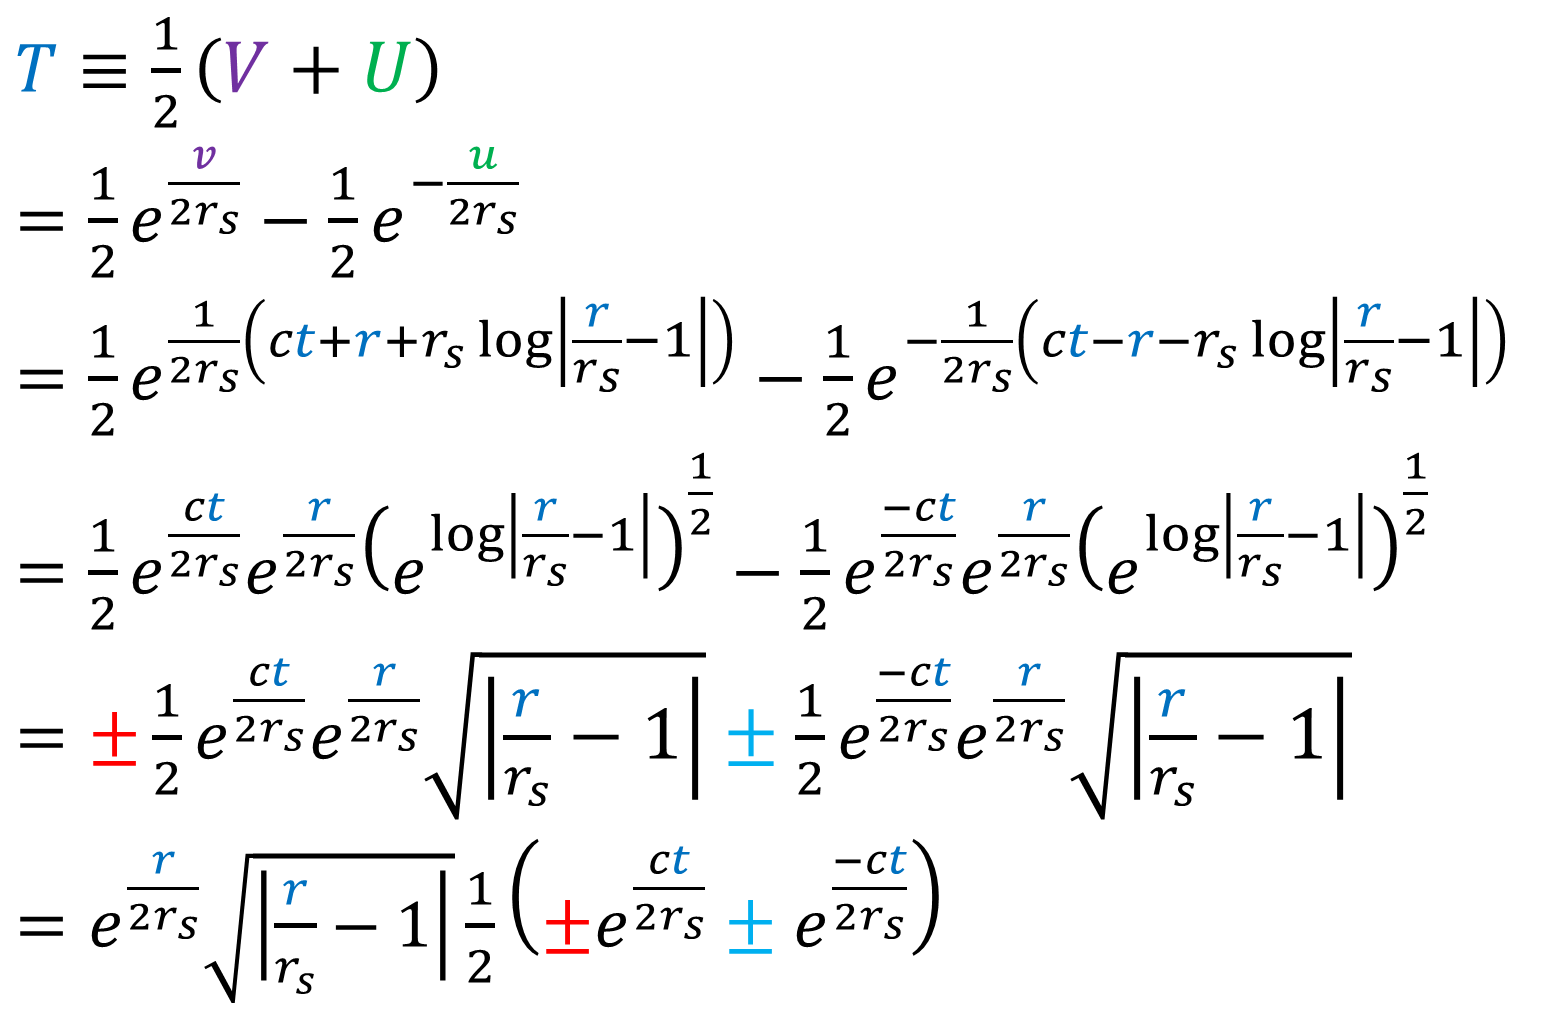 T ≡ 1/2 (V + U)
= 1/2 e^(v/(2r_s)) − 1/2 e^(−u/(2r_s))
= 1/2 e^(1/(2r_s) (ct+r+r_s log|r/r_s −1|)) − 1/2 e^(−1/(2r_s) (ct−r−r_s log|r/r_s −1|))
= 1/2 e^(ct/(2r_s)) e^(r/(2r_s)) (e^(log|r/r_s −1|))^(1/2) − 1/2 e^(−ct/(2r_s)) e^(r/(2r_s)) (e^(log|r/r_s −1|))^(1/2)
= ± 1/2 e^(ct/(2r_s)) e^(r/(2r_s)) √(|r/r_s − 1|) ± 1/2 e^(−ct/(2r_s)) e^(r/(2r_s)) √(|r/r_s − 1|)
= e^(r/(2r_s)) √(|r/r_s − 1|) 1/2 (±e^(ct/(2r_s)) ± e^(−ct/(2r_s)))